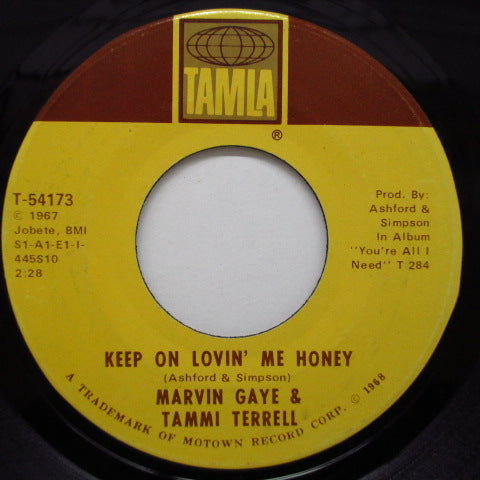 TAMLA
®
T-54173
© 1967
Jobete, BMI
S1-A1-E1-I-
445S10
2:28
Prod. By:
Ashford &
Simpson
In Album
"You're All I
Need" T 284
KEEP ON LOVIN' ME HONEY
(Ashford & Simpson)
MARVIN GAYE &
TAMMI TERRELL
A TRADEMARK OF MOTOWN RECORD CORP. © 1968